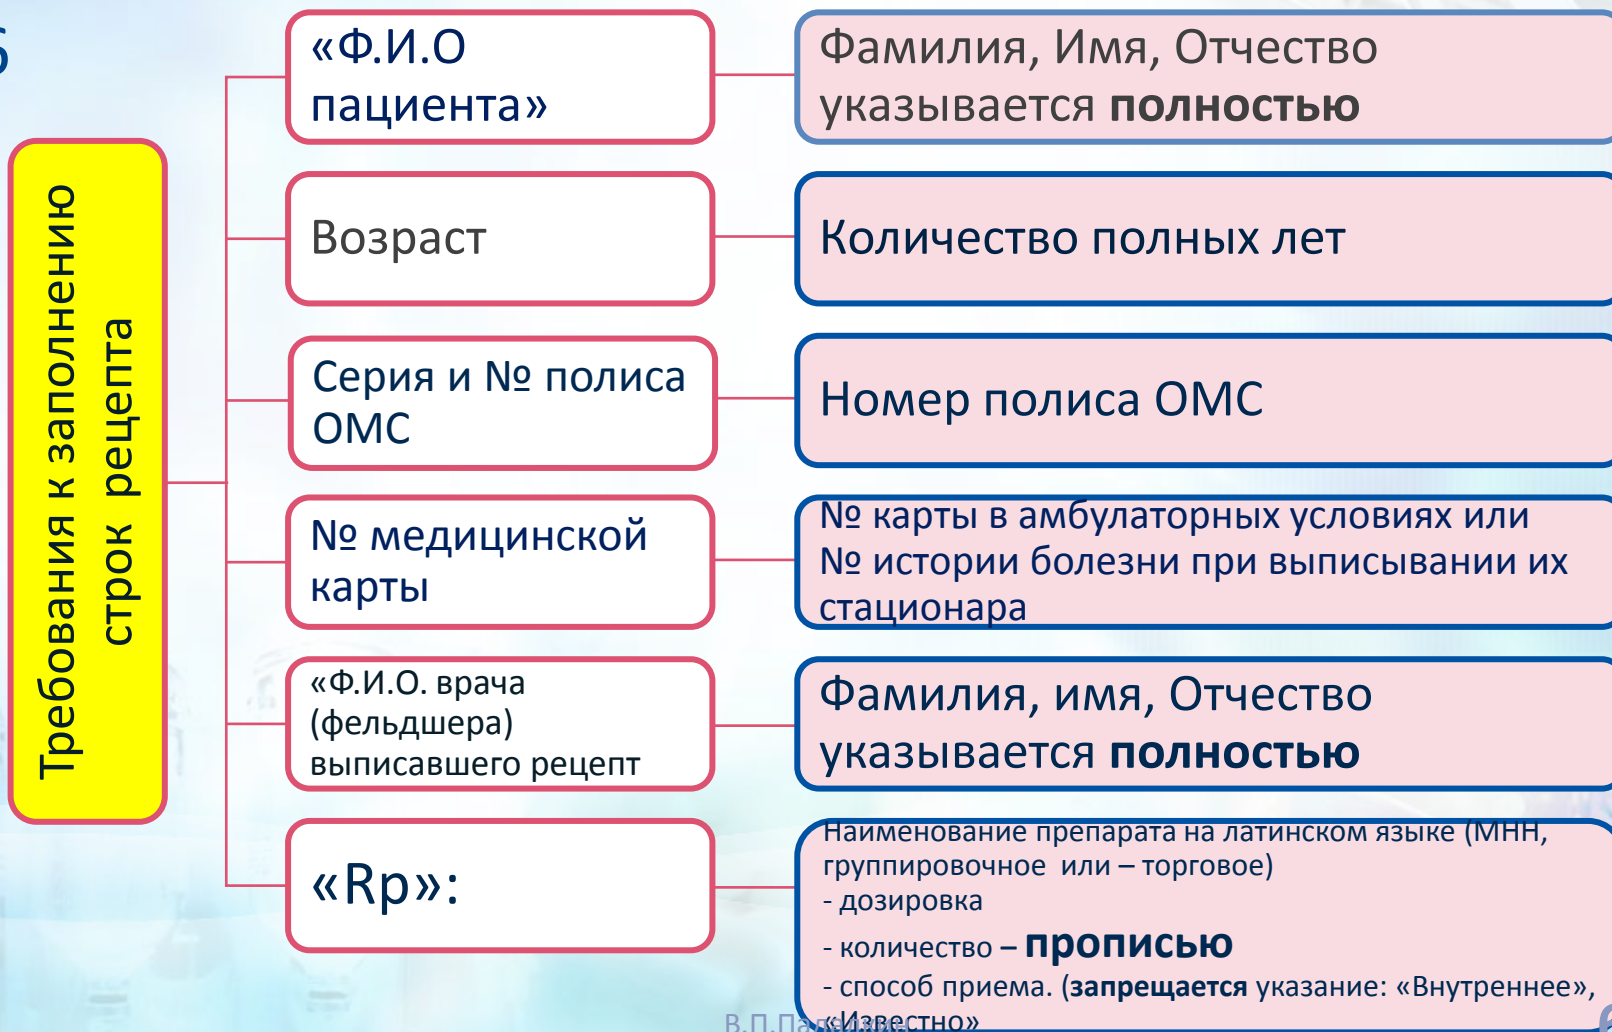 Требования к заполнению
строк рецепта
«Ф.И.О
пациента»
Фамилия, Имя, Отчество
указывается полностью
Возраст
Количество полных лет
Серия и № полиса
ОМС
Номер полиса ОМС
№ медицинской
карты
№ карты в амбулаторных условиях или
№ истории болезни при выписывании их
стационара
«Ф.И.О. врача
(фельдшера)
выписавшего рецепт
Фамилия, имя, Отчество
указывается полностью
«Rp»:
Наименование препарата на латинском языке (МНН,
группировочное или – торговое)
- дозировка
- количество – прописью
- способ приема. (запрещается указание: «Внутреннее»,
«Известно»
В.П.